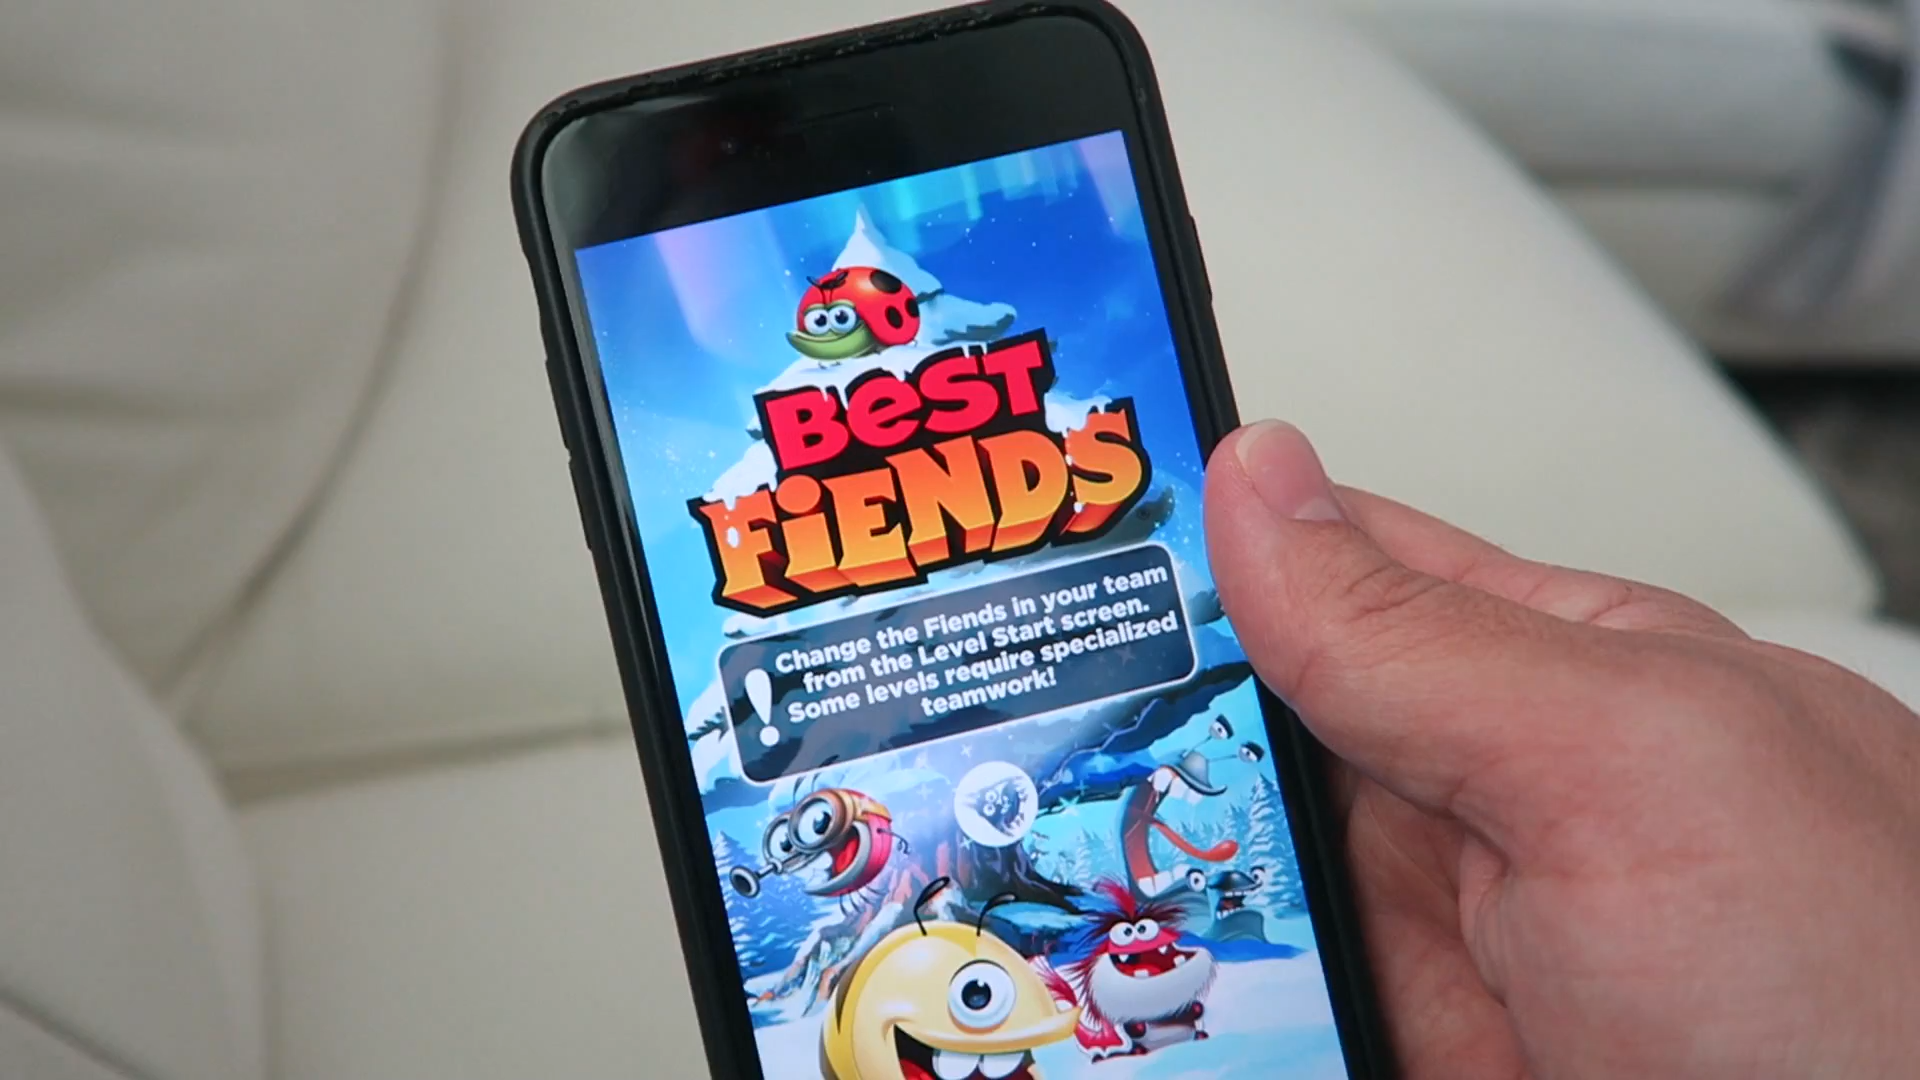 BeST
FiENDS
Change the Fiends in your team
from the Level Start screen.
Some levels require specialized
teamwork!